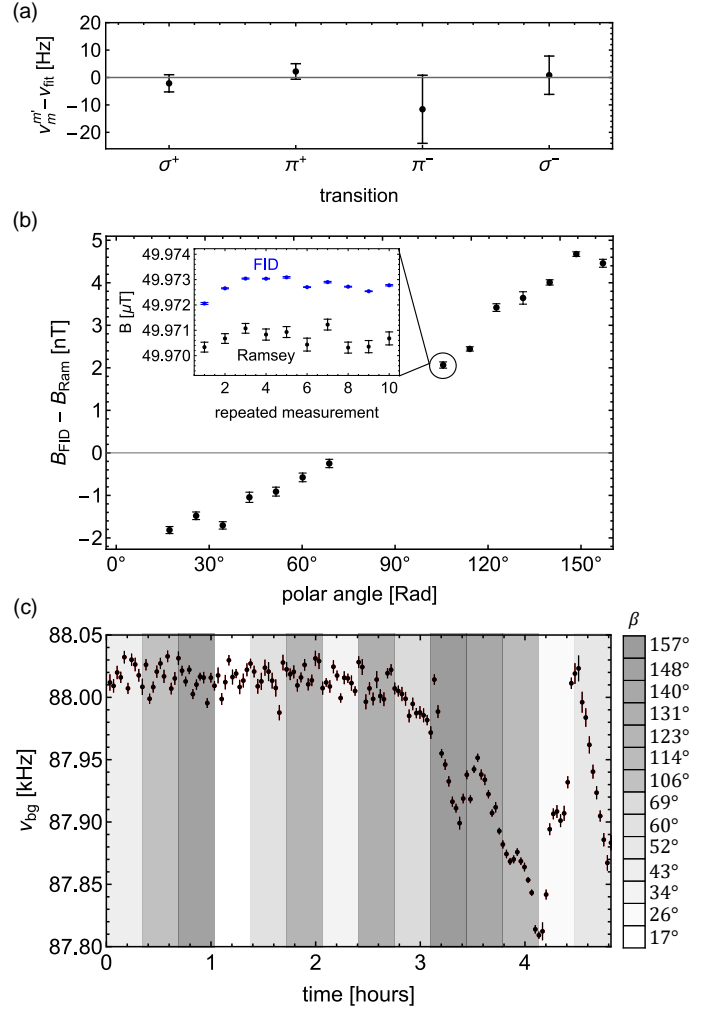 (a)
20
10
0
−10
−20
ν_m^m' − ν_fit [Hz]
σ+ π+ π− σ−
transition
(b)
5
4
3
2
1
0
−1
−2
B_FID − B_Ram [nT]
49.974
49.973
49.972
49.971
49.970
B [μT]
FID
Ramsey
2 4 6 8 10
repeated measurement
0° 30° 60° 90° 120° 150°
polar angle [Rad]
(c)
88.05
88.00
87.95
87.90
87.85
87.80
ν_bg [kHz]
0 1 2 3 4
time [hours]
β
157°
148°
140°
131°
123°
114°
106°
69°
60°
52°
43°
34°
26°
17°